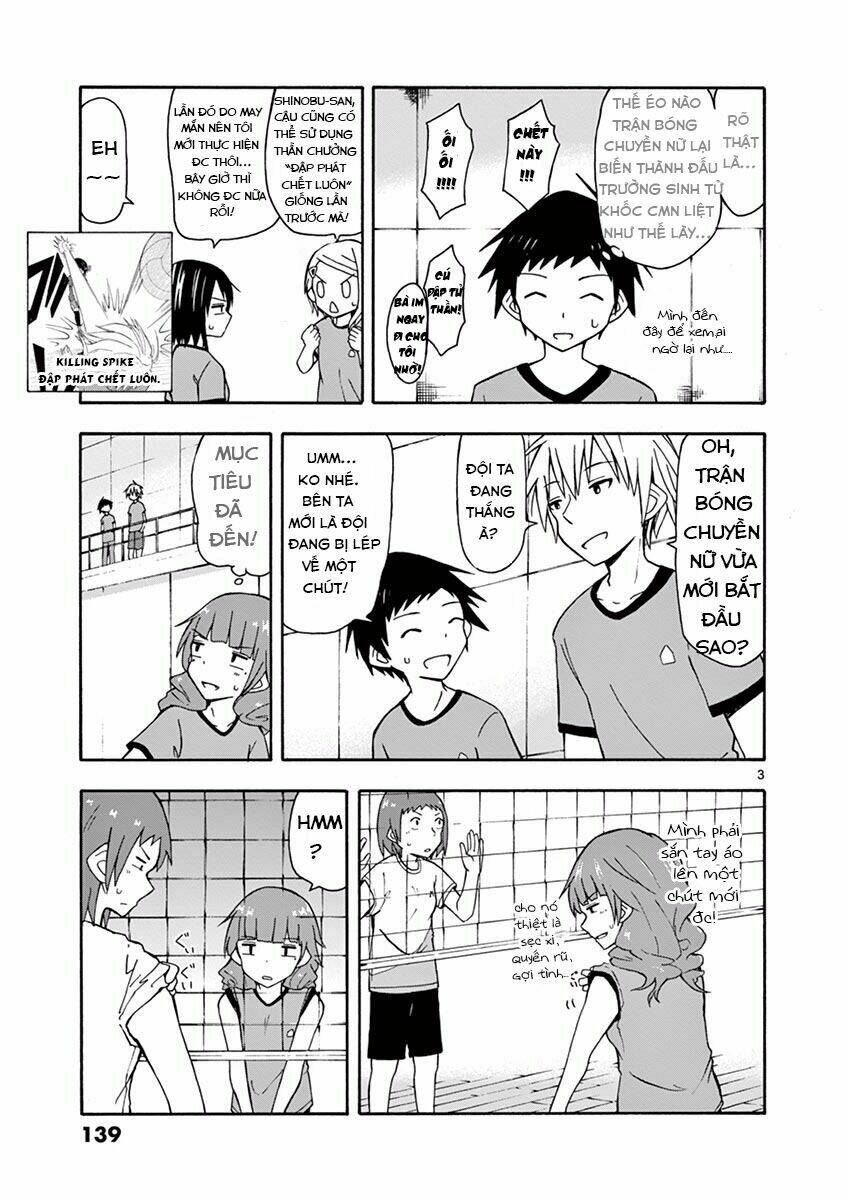 RÕ
THẬT
LÀ...
THẾ ÉO NÀO
TRẬN BÓNG
CHUYỀN NỮ LẠI
BIẾN THÀNH ĐẤU
TRƯỜNG SINH TỬ
KHỐC CMN LIỆT
NHƯ THẾ LÀY...
CHẾT
NÀY
!!!
ỐI
ỐI
!!!!
CÚ
ĐẬP TỬ
THẦN!
BÀ IM
NGAY
ĐI CHO
TÔI
NHỜ!
Mình đến
đây để xem,ai
ngờ lại như....
SHINOBU-SAN,
CẬU CŨNG CÓ
THỂ SỬ DỤNG
THẦN CHƯỞNG
"ĐẬP PHÁT
CHẾT LUÔN"
GIỐNG LẦN
TRƯỚC MÀ!
LẦN ĐÓ DO MAY
MẮN NÊN TÔI
MỚI THỰC HIỆN
ĐC THÔI...
BÂY GIỜ THÌ
KHÔNG ĐC NỮA
RỒI!
EH
~~
KILLING SPIKE
ĐẬP PHÁT CHẾT LUÔN.
OH,
TRẬN
BÓNG
CHUYỀN
NỮ VỪA
MỚI BẮT
ĐẦU
SAO?
ĐỘI TA
ĐANG
THẮNG
À?
UMM...
KO NHÉ.
BÊN TA
MỚI LÀ ĐỘI
ĐANG BỊ LÉP
VẾ MỘT
CHÚT!
MỤC
TIÊU
ĐÃ
ĐẾN!
3
Mình phải
sắn tay áo
lên một
chút mới
đc!
cho nó
thiệt là
sẹc xi,
quyến rũ,
gợi tình...
HMM
?
139